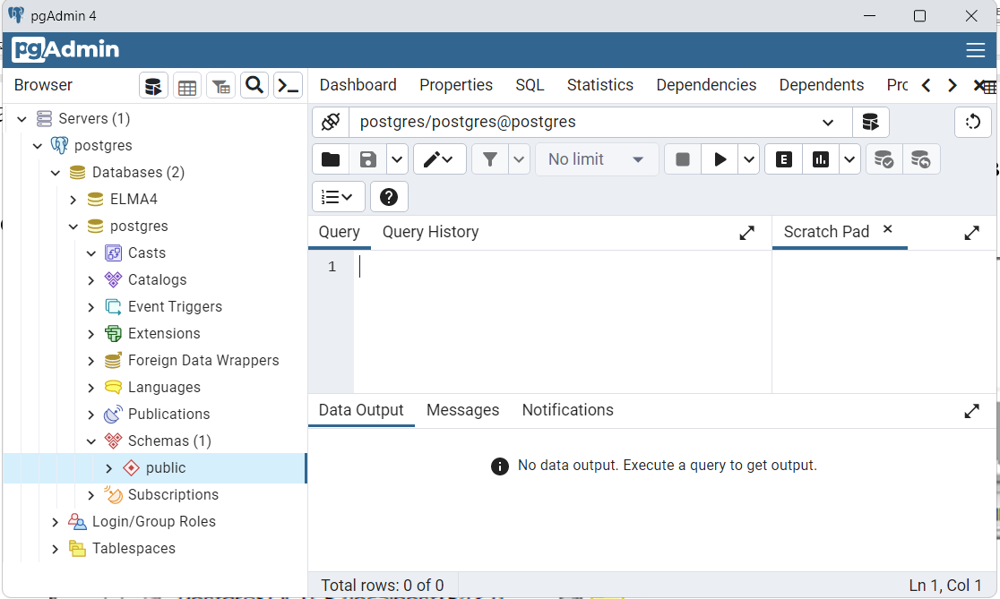 pgAdmin 4
pgAdmin
Browser
Dashboard Properties SQL Statistics Dependencies Dependents
Servers (1)
postgres
Databases (2)
ELMA4
postgres
Casts
Catalogs
Event Triggers
Extensions
Foreign Data Wrappers
Languages
Publications
Schemas (1)
public
Subscriptions
Login/Group Roles
Tablespaces
postgres/postgres@postgres
No limit
E
Query Query History
Scratch Pad
1
Data Output Messages Notifications
No data output. Execute a query to get output.
Total rows: 0 of 0
Ln 1, Col 1